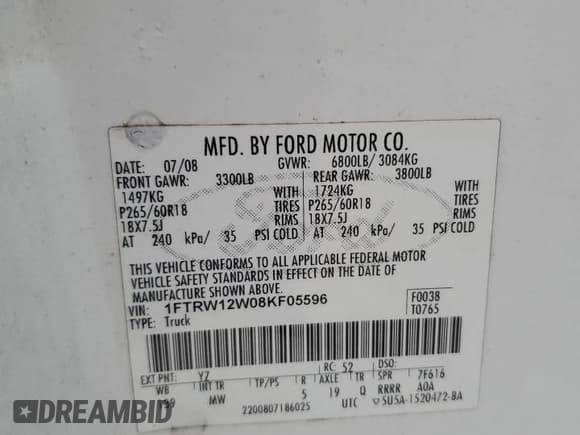 MFD. BY FORD MOTOR CO.
DATE: 07/08 GVWR: 6800LB/ 3084KG
FRONT GAWR: 3300LB REAR GAWR: 3800LB
1497KG WITH 1724KG WITH
P265/60R18 TIRES P265/60R18 TIRES
18X7.5J RIMS 18X7.5J RIMS
AT 240 kPa/ 35 PSI COLD AT 240 kPa/ 35 PSI COLD
THIS VEHICLE CONFORMS TO ALL APPLICABLE FEDERAL MOTOR
VEHICLE SAFETY STANDARDS IN EFFECT ON THE DATE OF
MANUFACTURE SHOWN ABOVE.
VIN: 1FTRW12W08KF05596 F0038
TYPE: Truck T0765
EXT PNT: YZ RC: 52 DSO:
WB INT TR TP/PS R AXLE TR SPR 7F616
MW 5 19 Q RRRR AOA
2200807186025 UTC 5U5A-1520472-BA
DREAMBID